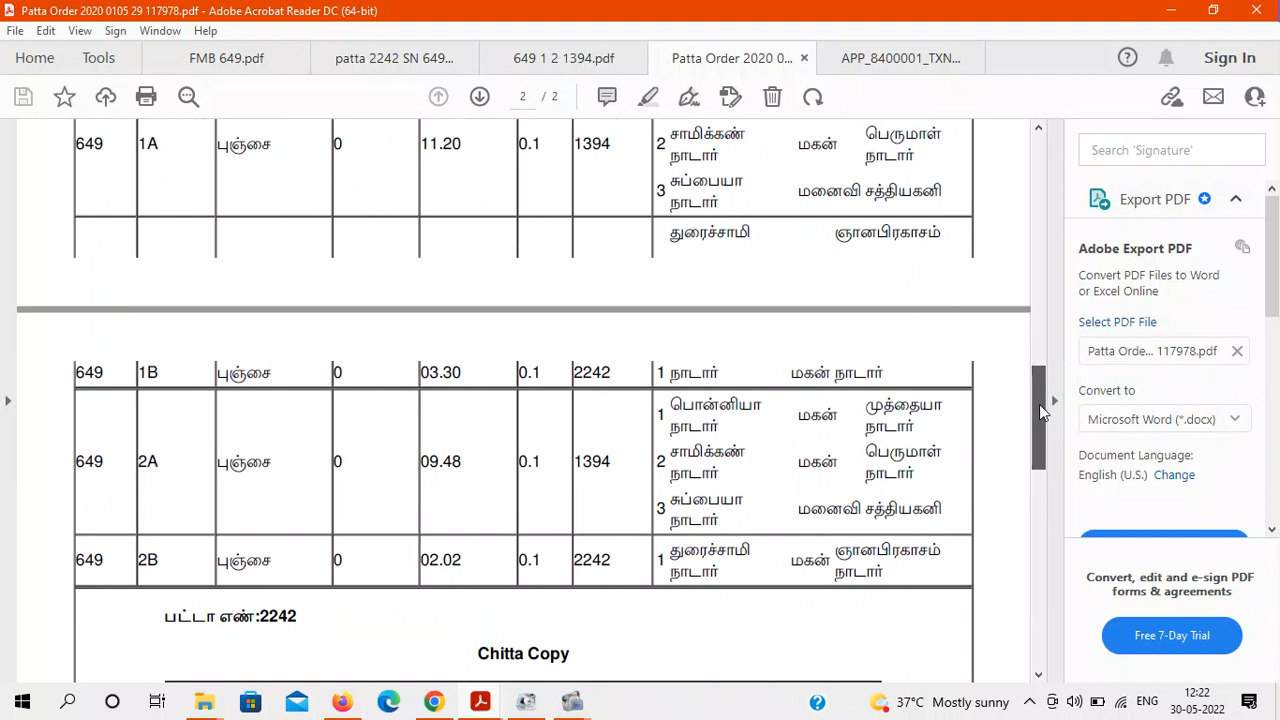 Patta Order 2020 0105 29 117978.pdf - Adobe Acrobat Reader DC (64-bit)
File Edit View Sign Window Help
Home Tools FMB 649.pdf patta 2242 SN 649... 649 1 2 1394.pdf Patta Order 2020 0... × APP_8400001_TXN... Sign In
2 / 2
649 1A புஞ்சை 0 11.20 0.1 1394 2 சாமிக்கண் நாடார் மகன் பெருமாள் நாடார்
3 சுப்பையா நாடார் மனைவி சத்தியகனி
துரைச்சாமி ஞானபிரகாசம்
649 1B புஞ்சை 0 03.30 0.1 2242 1 நாடார் மகன் நாடார்
1 பொன்னியா நாடார் மகன் முத்தையா நாடார்
649 2A புஞ்சை 0 09.48 0.1 1394 2 சாமிக்கண் நாடார் மகன் பெருமாள் நாடார்
3 சுப்பையா நாடார் மனைவி சத்தியகனி
649 2B புஞ்சை 0 02.02 0.1 2242 1 துரைச்சாமி நாடார் மகன் ஞானபிரகாசம் நாடார்
பட்டா எண்:2242
Chitta Copy
Search 'Signature'
Export PDF
Adobe Export PDF
Convert PDF Files to Word
or Excel Online
Select PDF File
Patta Orde... 117978.pdf
Convert to
Microsoft Word (*.docx)
Document Language:
English (U.S.) Change
Convert, edit and e-sign PDF
forms & agreements
Free 7-Day Trial
37°C Mostly sunny ENG 12:22
30-05-2022